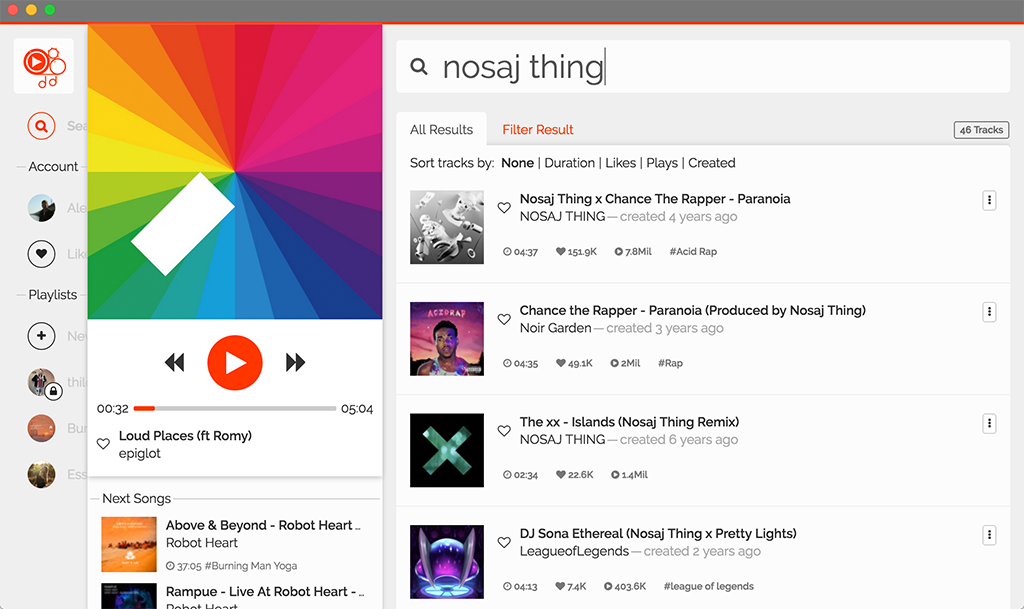 Sea
Account
Ale
Lik
Playlists
Ne
thil
Bu
Ess
00:32
05:04
Loud Places (ft Romy)
epiglot
Next Songs
Above & Beyond - Robot Heart ...
Robot Heart
37:05 #Burning Man Yoga
Rampue - Live At Robot Heart - ...
Robot Heart
nosaj thing
All Results
Filter Result
46 Tracks
Sort tracks by: None | Duration | Likes | Plays | Created
Nosaj Thing x Chance The Rapper - Paranoia
NOSAJ THING — created 4 years ago
04:37 151.9K 7.8Mil #Acid Rap
ACIDRAP
Chance the Rapper - Paranoia (Produced by Nosaj Thing)
Noir Garden — created 3 years ago
04:35 49.1K 2Mil #Rap
The xx - Islands (Nosaj Thing Remix)
NOSAJ THING — created 6 years ago
02:34 22.6K 1.4Mil
DJ Sona Ethereal (Nosaj Thing x Pretty Lights)
LeagueofLegends — created 2 years ago
04:13 7.4K 403.6K #league of legends